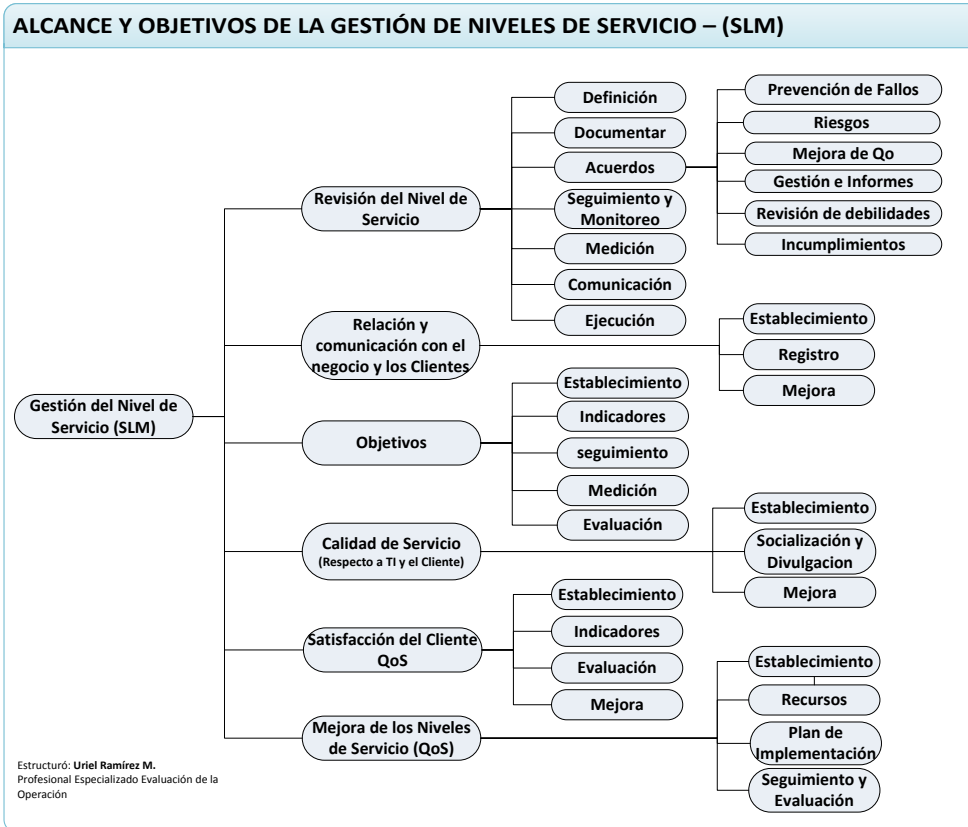 ALCANCE Y OBJETIVOS DE LA GESTIÓN DE NIVELES DE SERVICIO – (SLM)
Gestión del Nivel de
Servicio (SLM)
Revisión del Nivel de
Servicio
Definición
Documentar
Acuerdos
Seguimiento y
Monitoreo
Medición
Comunicación
Ejecución
Prevención de Fallos
Riesgos
Mejora de Qo
Gestión e Informes
Revisión de debilidades
Incumplimientos
Relación y
comunicación con el
negocio y los Clientes
Establecimiento
Registro
Mejora
Objetivos
Establecimiento
Indicadores
seguimiento
Medición
Evaluación
Calidad de Servicio
(Respecto a TI y el Cliente)
Establecimiento
Socialización y
Divulgacion
Mejora
Satisfacción del Cliente
QoS
Establecimiento
Indicadores
Evaluación
Mejora
Mejora de los Niveles
de Servicio (QoS)
Establecimiento
Recursos
Plan de
Implementación
Seguimiento y
Evaluación
Estructuró: Uriel Ramírez M.
Profesional Especializado Evaluación de la
Operación